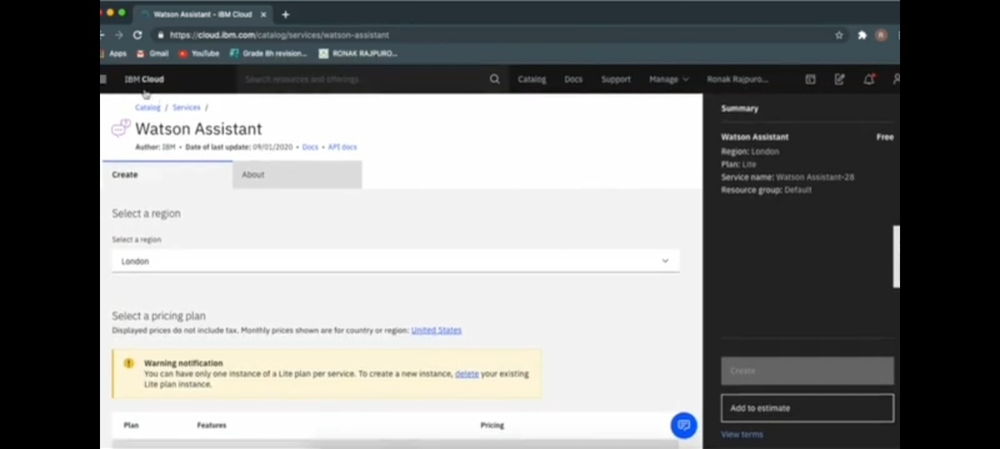 Watson Assistant - IBM Cloud
https://cloud.ibm.com/catalog/services/watson-assistant
Apps Gmail YouTube Grade 8h revision... RONAK RAJPURO...
IBM Cloud Search resources and offerings... Catalog Docs Support Manage Ronak Rajpuro...
Catalog / Services /
Watson Assistant
Author: IBM • Date of last update: 09/01/2020 • Docs • API docs
Create About
Select a region
Select a region
London
Select a pricing plan
Displayed prices do not include tax. Monthly prices shown are for country or region: United States
Warning notification
You can have only one instance of a Lite plan per service. To create a new instance, delete your existing
Lite plan instance.
Plan Features Pricing
Summary
Watson Assistant Free
Region: London
Plan: Lite
Service name: Watson Assistant-28
Resource group: Default
Create
Add to estimate
View terms